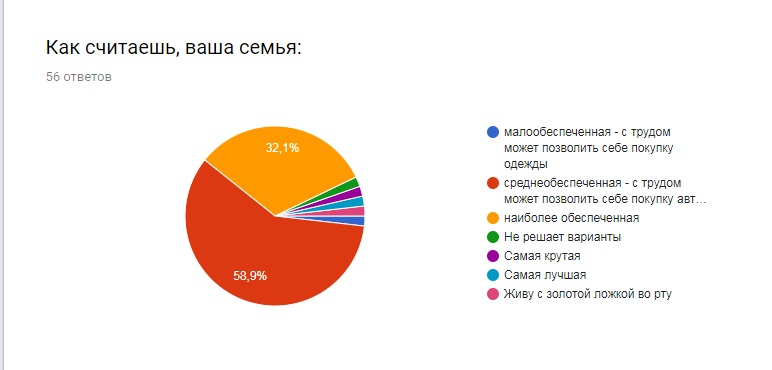 Как считаешь, ваша семья:
56 ответов
32,1%
58,9%
малообеспеченная - с трудом
может позволить себе покупку
одежды
среднеобеспеченная - с трудом
может позволить себе покупку авт…
наиболее обеспеченная
Не решает варианты
Самая крутая
Самая лучшая
Живу с золотой ложкой во рту